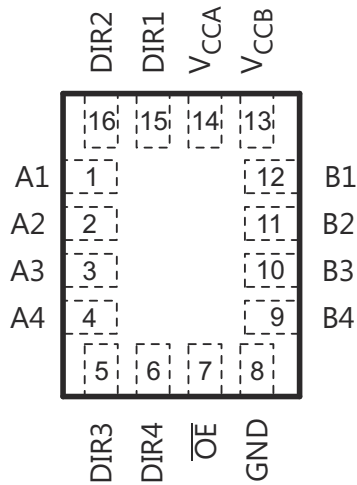 DIR2 DIR1 VCCA VCCB
16 15 14 13
A1 1 12 B1
A2 2 11 B2
A3 3 10 B3
A4 4 9 B4
5 6 7 8
DIR3 DIR4 O̅E̅ GND